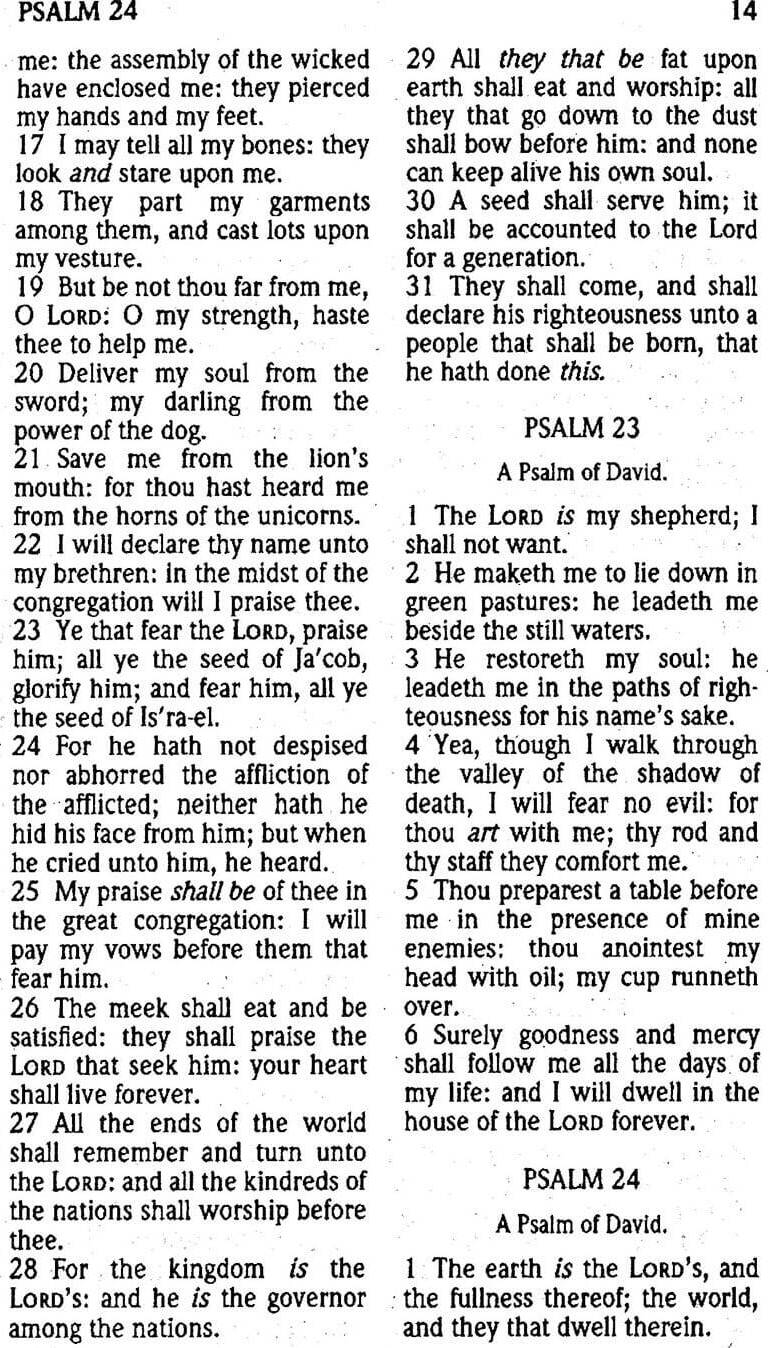 PSALM 24
14
me: the assembly of the wicked
have enclosed me: they pierced
my hands and my feet.
17 I may tell all my bones: they
look and stare upon me.
18 They part my garments
among them, and cast lots upon
my vesture.
19 But be not thou far from me,
O LORD: O my strength, haste
thee to help me.
20 Deliver my soul from the
sword; my darling from the
power of the dog.
21 Save me from the lion's
mouth: for thou hast heard me
from the horns of the unicorns.
22 I will declare thy name unto
my brethren: in the midst of the
congregation will I praise thee.
23 Ye that fear the LORD, praise
him; all ye the seed of Ja'cob,
glorify him; and fear him, all ye
the seed of Is'ra-el.
24 For he hath not despised
nor abhorred the affliction of
the afflicted; neither hath he
hid his face from him; but when
he cried unto him, he heard.
25 My praise shall be of thee in
the great congregation: I will
pay my vows before them that
fear him.
26 The meek shall eat and be
satisfied: they shall praise the
LORD that seek him: your heart
shall live forever.
27 All the ends of the world
shall remember and turn unto
the LORD: and all the kindreds of
the nations shall worship before
thee.
28 For the kingdom is the
LORD's: and he is the governor
among the nations.
29 All they that be fat upon
earth shall eat and worship: all
they that go down to the dust
shall bow before him: and none
can keep alive his own soul.
30 A seed shall serve him; it
shall be accounted to the Lord
for a generation.
31 They shall come, and shall
declare his righteousness unto a
people that shall be born, that
he hath done this.
PSALM 23
A Psalm of David.
1 The LORD is my shepherd; I
shall not want.
2 He maketh me to lie down in
green pastures: he leadeth me
beside the still waters.
3 He restoreth my soul: he
leadeth me in the paths of righ-
teousness for his name's sake.
4 Yea, though I walk through
the valley of the shadow of
death, I will fear no evil: for
thou art with me; thy rod and
thy staff they comfort me.
5 Thou preparest a table before
me in the presence of mine
enemies: thou anointest my
head with oil; my cup runneth
over.
6 Surely goodness and mercy
shall follow me all the days of
my life: and I will dwell in the
house of the LORD forever.
PSALM 24
A Psalm of David.
1 The earth is the LORD's, and
the fullness thereof; the world,
and they that dwell therein.